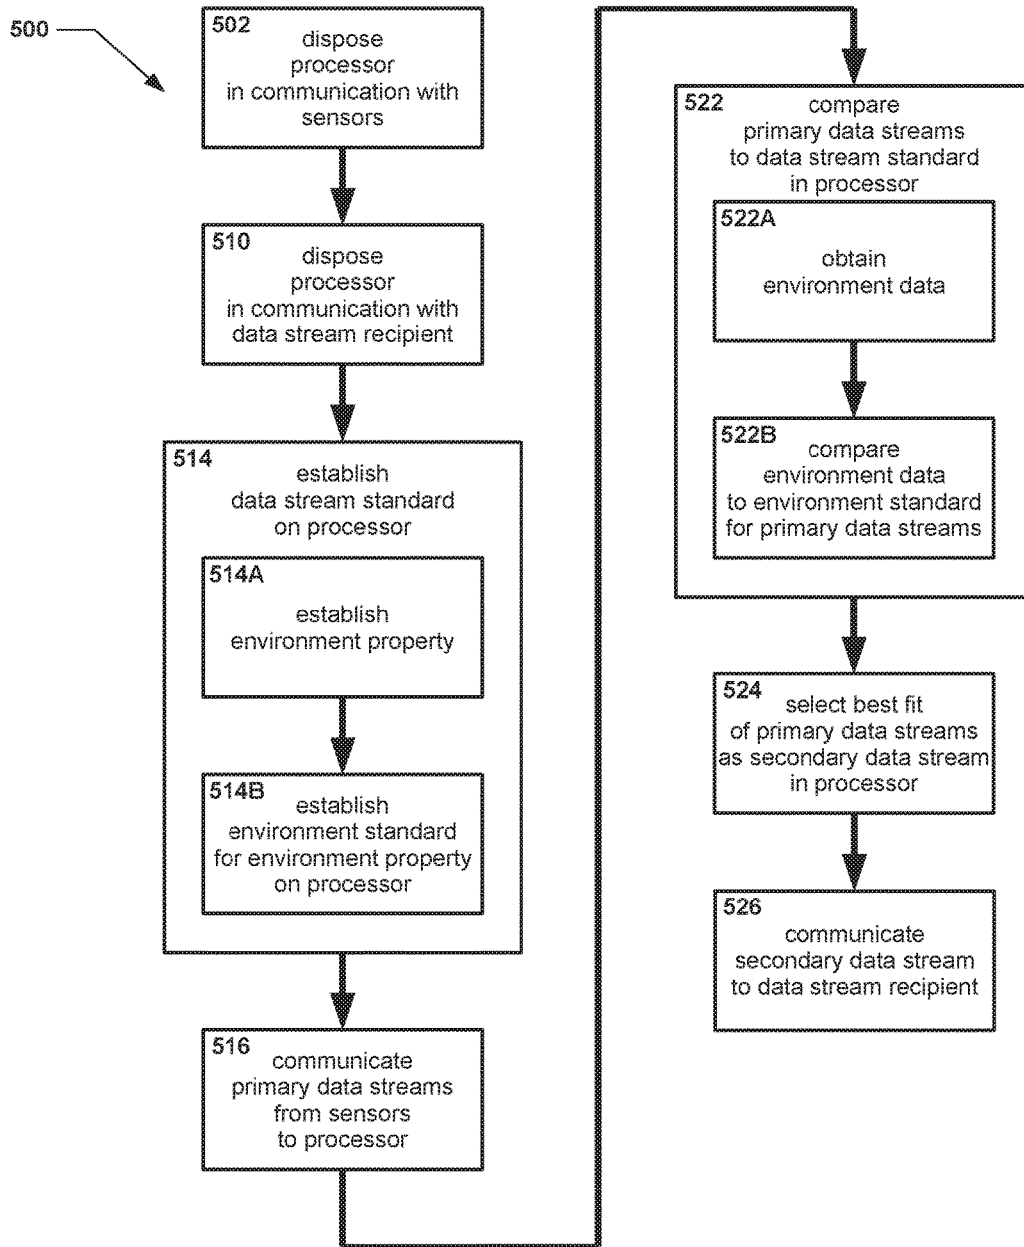 500
502
dispose
processor
in communication with
sensors
510
dispose
processor
in communication with
data stream recipient
514
establish
data stream standard
on processor
514A
establish
environment property
514B
establish
environment standard
for environment property
on processor
516
communicate
primary data streams
from sensors
to processor
522
compare
primary data streams
to data stream standard
in processor
522A
obtain
environment data
522B
compare
environment data
to environment standard
for primary data streams
524
select best fit
of primary data streams
as secondary data stream
in processor
526
communicate
secondary data stream
to data stream recipient